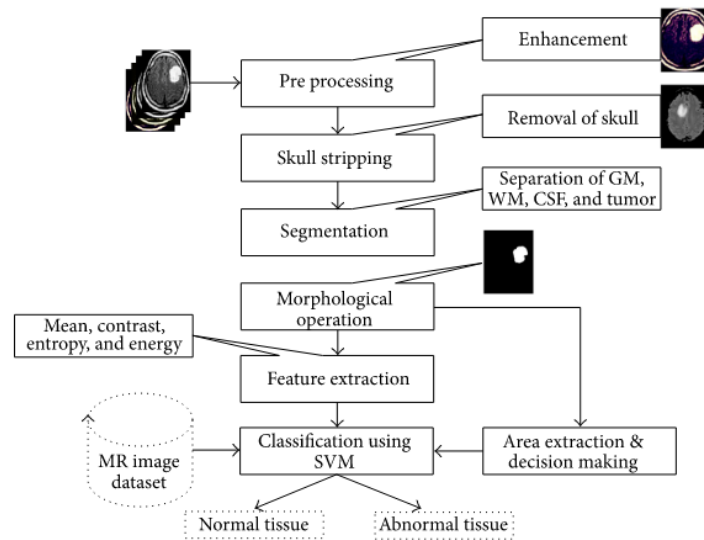 Enhancement
Pre processing
Removal of skull
Skull stripping
Separation of GM,
WM, CSF, and tumor
Segmentation
Morphological
operation
Mean, contrast,
entropy, and energy
Feature extraction
MR image
dataset
Classification using
SVM
Area extraction &
decision making
Normal tissue
Abnormal tissue